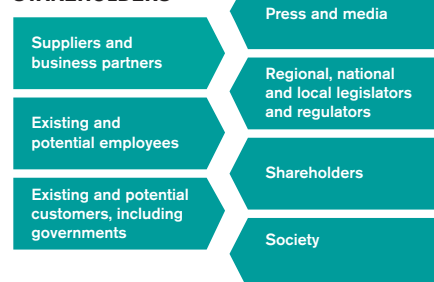 STAKEHOLDERS
Suppliers and
business partners
Existing and
potential employees
Existing and potential
customers, including
governments
Press and media
Regional, national
and local legislators
and regulators
Shareholders
Society